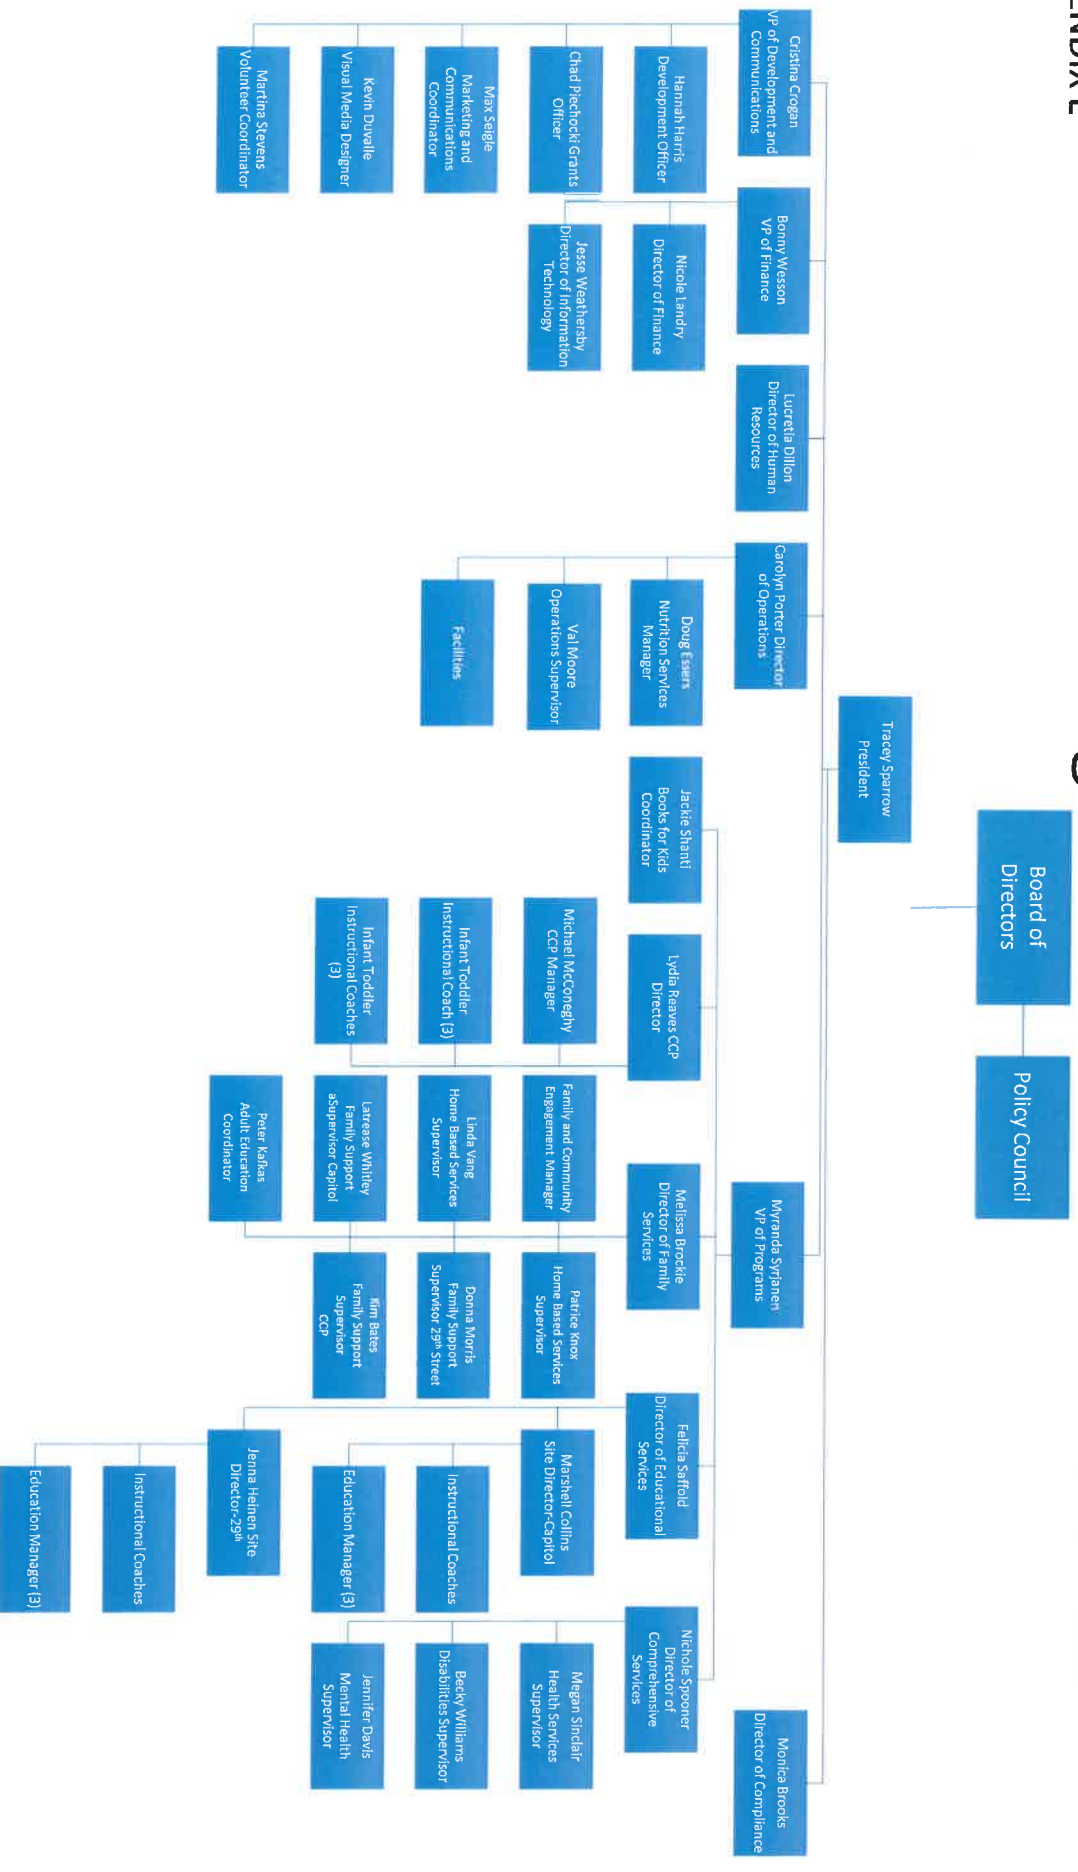 ENDIX E
Board of
Directors
Policy Council
Tracey Sparrow
President
Cristina Crogan
VP of Development and
Communications
Hannah Harris
Development Officer
Chad Piechocki Grants
Officer
Max Seigle
Marketing and
Communications
Coordinator
Kevin Duvalle
Visual Media Designer
Martina Stevens
Volunteer Coordinator
Bonny Wesson
VP of Finance
Nicole Landry
Director of Finance
Jesse Weathersby
Director of Information
Technology
Lucretia Dillon
Director of Human
Resources
Carolyn Porter Director
of Operations
Doug Essers
Nutrition Services
Manager
Val Moore
Operations Supervisor
Facilities
Myranda Syrjanen
VP of Programs
Jackie Shanti
Books for Kids
Coordinator
Lydia Reaves CCP
Director
Michael McConeghy
CCP Manager
Infant Toddler
Instructional Coach (3)
Infant Toddler
Instructional Coaches
(3)
Melissa Brockie
Director of Family
Services
Family and Community
Engagement Manager
Patrice Knox
Home Based Services
Supervisor
Linda Vang
Home Based Services
Supervisor
Donna Morris
Family Support
Supervisor 29th Street
Latrease Whitley
Family Support
aSupervisor Capitol
Kim Bates
Family Support
Supervisor
CCP
Peter Kafkas
Adult Education
Coordinator
Felicia Saffold
Director of Educational
Services
Marshell Collins
Site Director-Capitol
Instructional Coaches
Education Manager (3)
Jenna Heinen Site
Director-29th
Instructional Coaches
Education Manager (3)
Nichole Spooner
Director of
Comprehensive
Services
Megan Sinclair
Health Services
Supervisor
Becky Williams
Disabilities Supervisor
Jennifer Davis
Mental Health
Supervisor
Monica Brooks
Director of Compliance